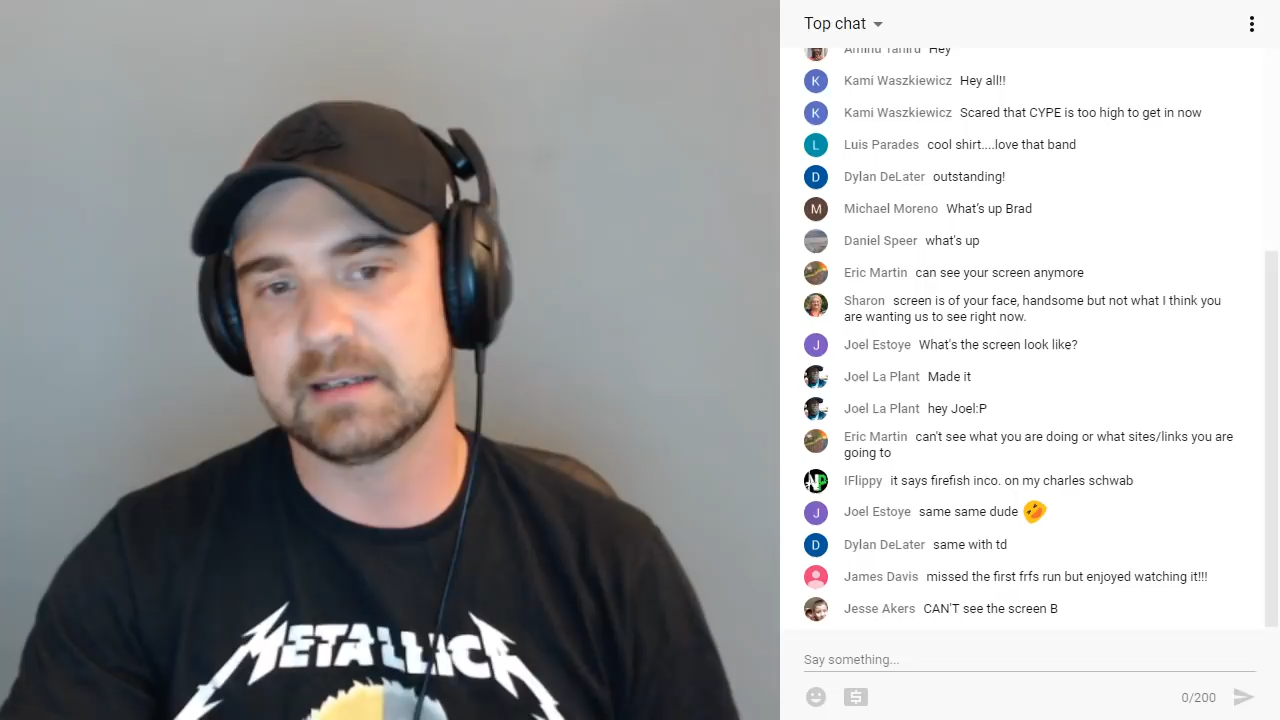 Top chat
Aminu Tahiru Hey
Kami Waszkiewicz Hey all!!
Kami Waszkiewicz Scared that CYPE is too high to get in now
Luis Parades cool shirt....love that band
Dylan DeLater outstanding!
Michael Moreno What's up Brad
Daniel Speer what's up
Eric Martin can see your screen anymore
Sharon screen is of your face, handsome but not what I think you
are wanting us to see right now.
Joel Estoye What's the screen look like?
Joel La Plant Made it
Joel La Plant hey Joel:P
Eric Martin can't see what you are doing or what sites/links you are
going to
IFlippy it says firefish inco. on my charles schwab
Joel Estoye same same dude 🤣
Dylan DeLater same with td
James Davis missed the first frfs run but enjoyed watching it!!!
Jesse Akers CAN'T see the screen B
Say something...
0/200
K
K
L
D
M
J
J
D
METALLICA